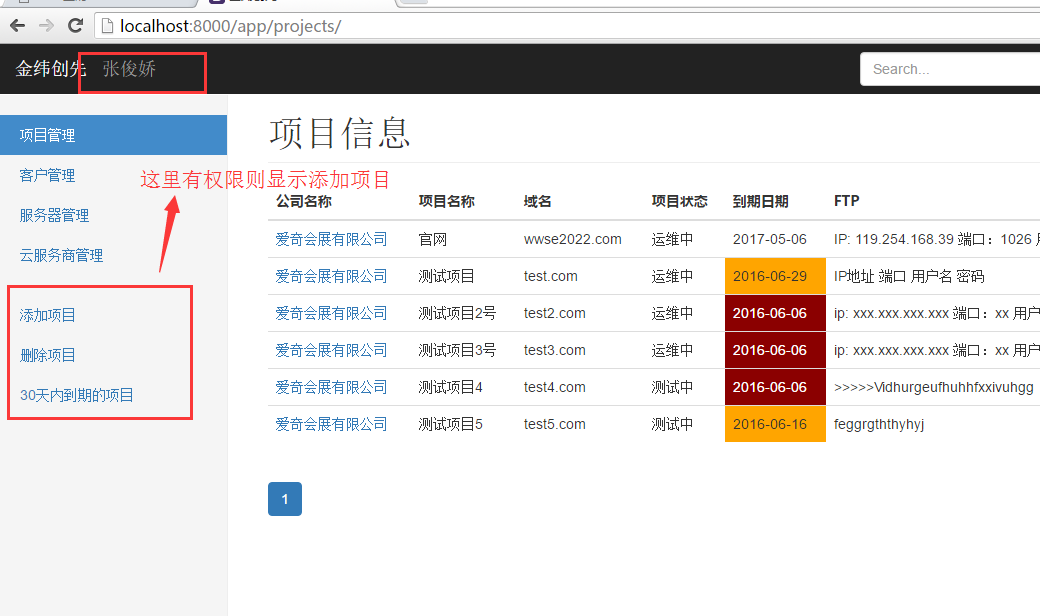 localhost:8000/app/projects/
金纬创先 张俊娇 Search...
项目管理
客户管理
服务器管理
云服务商管理
添加项目
删除项目
30天内到期的项目
项目信息
这里有权限则显示添加项目
公司名称 项目名称 域名 项目状态 到期日期 FTP
爱奇会展有限公司 官网 wwse2022.com 运维中 2017-05-06 IP: 119.254.168.39 端口：1026
爱奇会展有限公司 测试项目 test.com 运维中 2016-06-29 IP地址 端口 用户名 密码
爱奇会展有限公司 测试项目2号 test2.com 运维中 2016-06-06 ip: xxx.xxx.xxx.xxx 端口：xx 用户
爱奇会展有限公司 测试项目3号 test3.com 运维中 2016-06-06 ip: xxx.xxx.xxx.xxx 端口：xx 用户
爱奇会展有限公司 测试项目4 test4.com 测试中 2016-06-06 >>>>>Vidhurgeufhuhhfxxivuhgg
爱奇会展有限公司 测试项目5 test5.com 测试中 2016-06-16 feggrgththyhyj
1